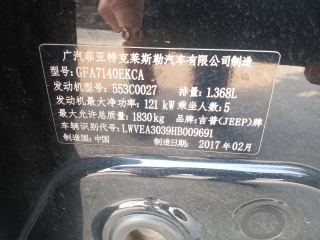 广汽菲亚特克莱斯勒汽车有限公司制造
型号:GFA7140EKCA
发动机型号:553C0027 排量:1.368L
发动机最大净功率:121 kW 乘坐人数:5
最大允许总质量:1830kg 品牌:吉普(JEEP)牌
车辆识别代号:LWVEA3039HB009691
制造国:中国 制造日期:2017年02月